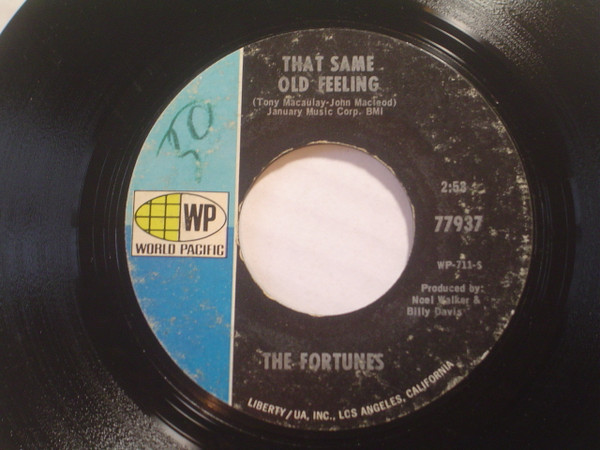 THAT SAME
OLD FEELING
(Tony Macaulay-John Macleod)
January Music Corp. BMI
WP
WORLD PACIFIC
2:53
77937
WP-711-S
Produced by:
Noel Walker &
Billy Davis
THE FORTUNES
LIBERTY/UA, INC., LOS ANGELES, CALIFORNIA